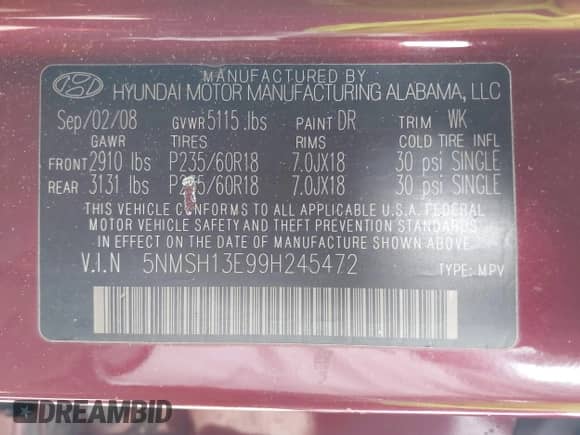 MANUFACTURED BY
HYUNDAI MOTOR MANUFACTURING ALABAMA, LLC
Sep/02/08 GVWR 5115 .lbs PAINT DR TRIM WK
GAWR TIRES RIMS COLD TIRE INFL
FRONT 2910 lbs P235/60R18 7.0JX18 30 psi SINGLE
REAR 3131 lbs P235/60R18 7.0JX18 30 psi SINGLE
THIS VEHICLE CONFORMS TO ALL APPLICABLE U.S.A. FEDERAL
MOTOR VEHICLE SAFETY AND THEFT PREVENTION STANDARDS
IN EFFECT ON THE DATE OF MANUFACTURE SHOWN ABOVE.
V.I.N 5NMSH13E99H245472 TYPE: MPV
DREAMBID